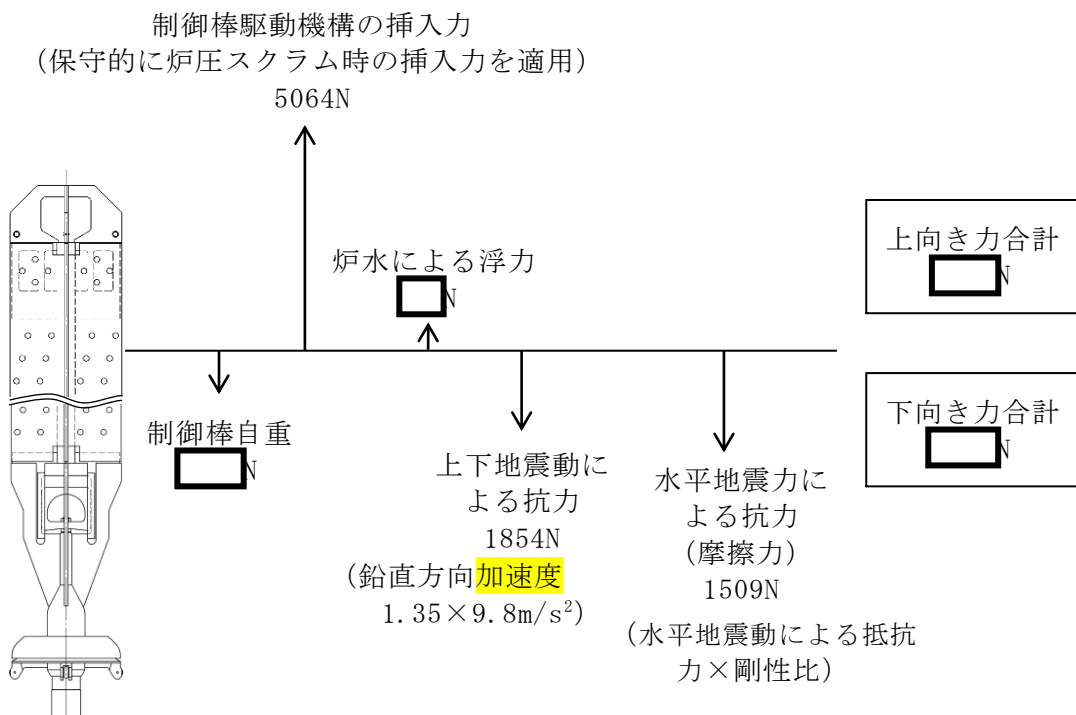 制御棒駆動機構の挿入力
（保守的に炉圧スクラム時の挿入力を適用）
5064N
炉水による浮力
N
上向き力合計
N
制御棒自重
N
下向き力合計
N
上下地震動に
よる抗力
1854N
（鉛直方向加速度
1.35×9.8m/s²）
水平地震力に
よる抗力
（摩擦力）
1509N
（水平地震動による抵抗
力×剛性比）